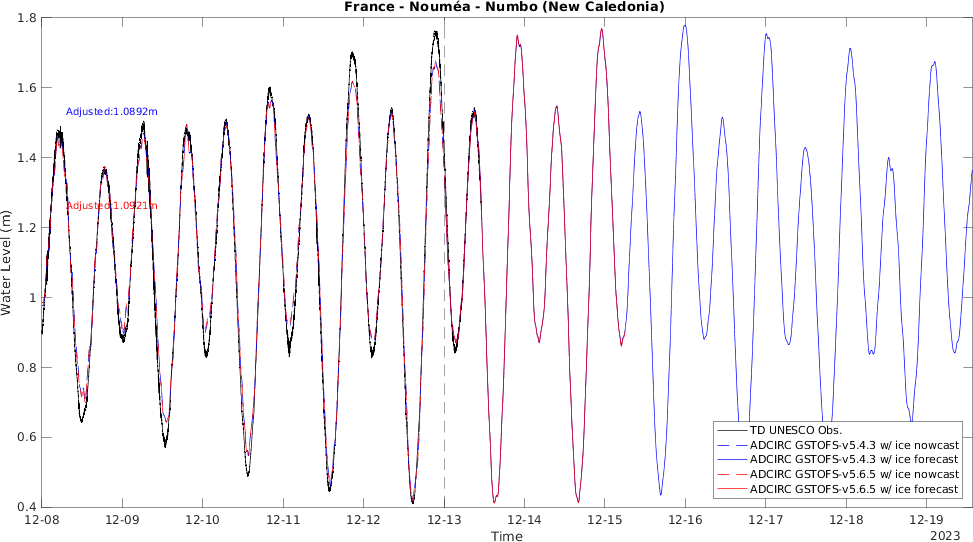 France - Nouméa - Numbo (New Caledonia)
1.8
1.6
1.4
1.2
1
0.8
0.6
0.4
Water Level (m)
Adjusted:1.0892m
Adjusted:1.0921m
TD UNESCO Obs.
ADCIRC GSTOFS-v5.4.3 w/ ice nowcast
ADCIRC GSTOFS-v5.4.3 w/ ice forecast
ADCIRC GSTOFS-v5.6.5 w/ ice nowcast
ADCIRC GSTOFS-v5.6.5 w/ ice forecast
12-08 12-09 12-10 12-11 12-12 12-13 12-14 12-15 12-16 12-17 12-18 12-19
2023
Time